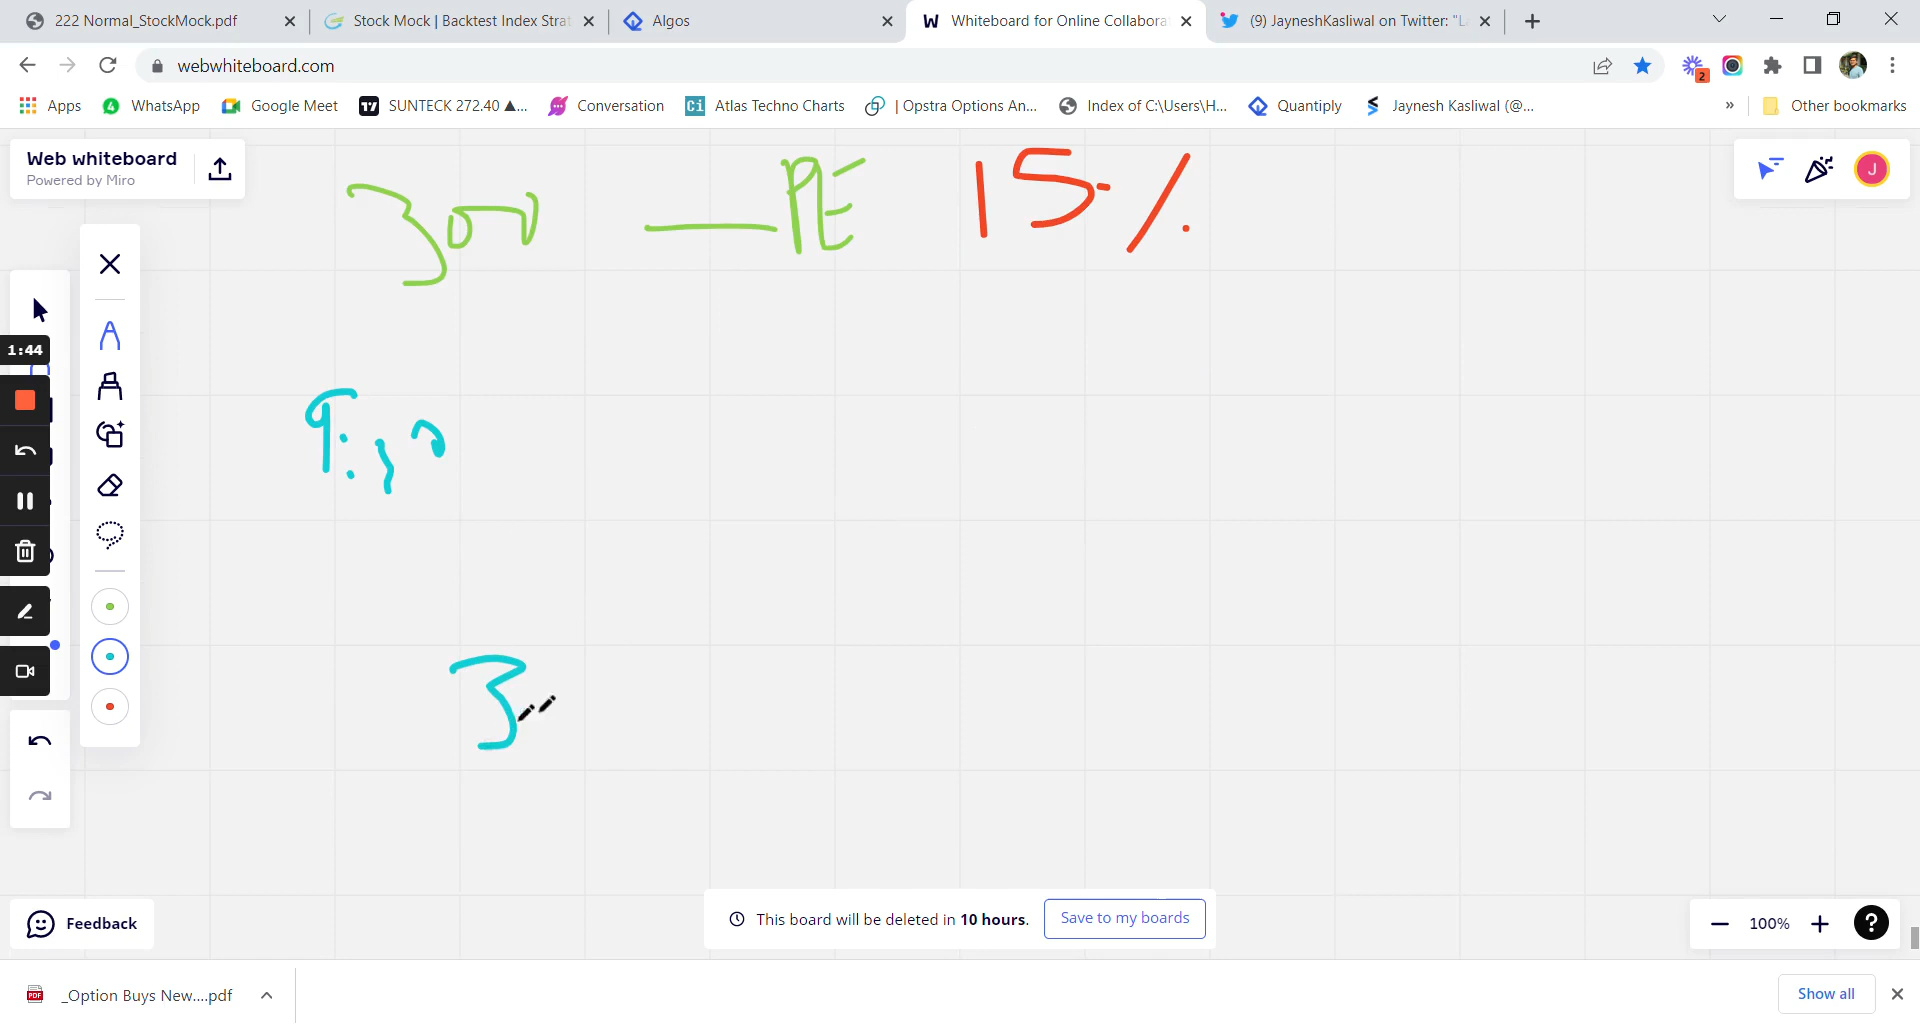 222 Normal_StockMock.pdf
Stock Mock | Backtest Index Strat
Algos
Whiteboard for Online Collabora
(9) JayneshKasliwal on Twitter: "L
webwhiteboard.com
2
Apps
WhatsApp
Google Meet
SUNTECK 272.40 ▲...
Conversation
Atlas Techno Charts
| Opstra Options An...
Index of C:\Users\H...
Quantiply
Jaynesh Kasliwal (@...
»
Other bookmarks
Web whiteboard
Powered by Miro
J
300 — PE 15%
1:44
3
Feedback
This board will be deleted in 10 hours.
Save to my boards
100%
?
_Option Buys New....pdf
Show all